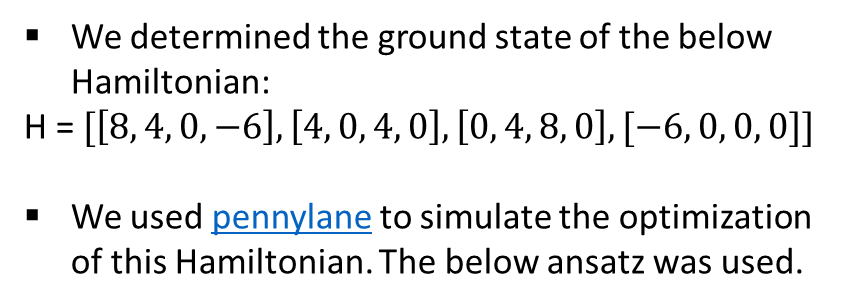 ▪ We determined the ground state of the below
Hamiltonian:
H = [[8, 4, 0, −6], [4, 0, 4, 0], [0, 4, 8, 0], [−6, 0, 0, 0]]
▪ We used pennylane to simulate the optimization
of this Hamiltonian. The below ansatz was used.